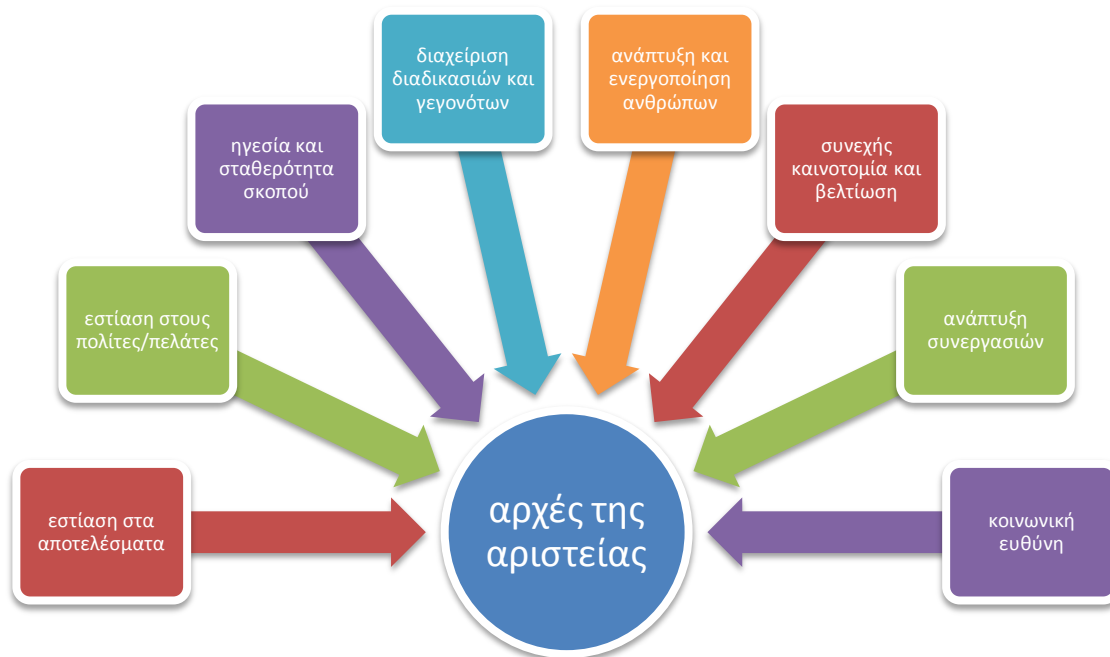 εστίαση στα
αποτελέσματα
εστίαση στους
πολίτες/πελάτες
ηγεσία και
σταθερότητα
σκοπού
διαχείριση
διαδικασιών και
γεγονότων
ανάπτυξη και
ενεργοποίηση
ανθρώπων
συνεχής
καινοτομία και
βελτίωση
ανάπτυξη
συνεργασιών
κοινωνική
ευθύνη
αρχές της
αριστείας